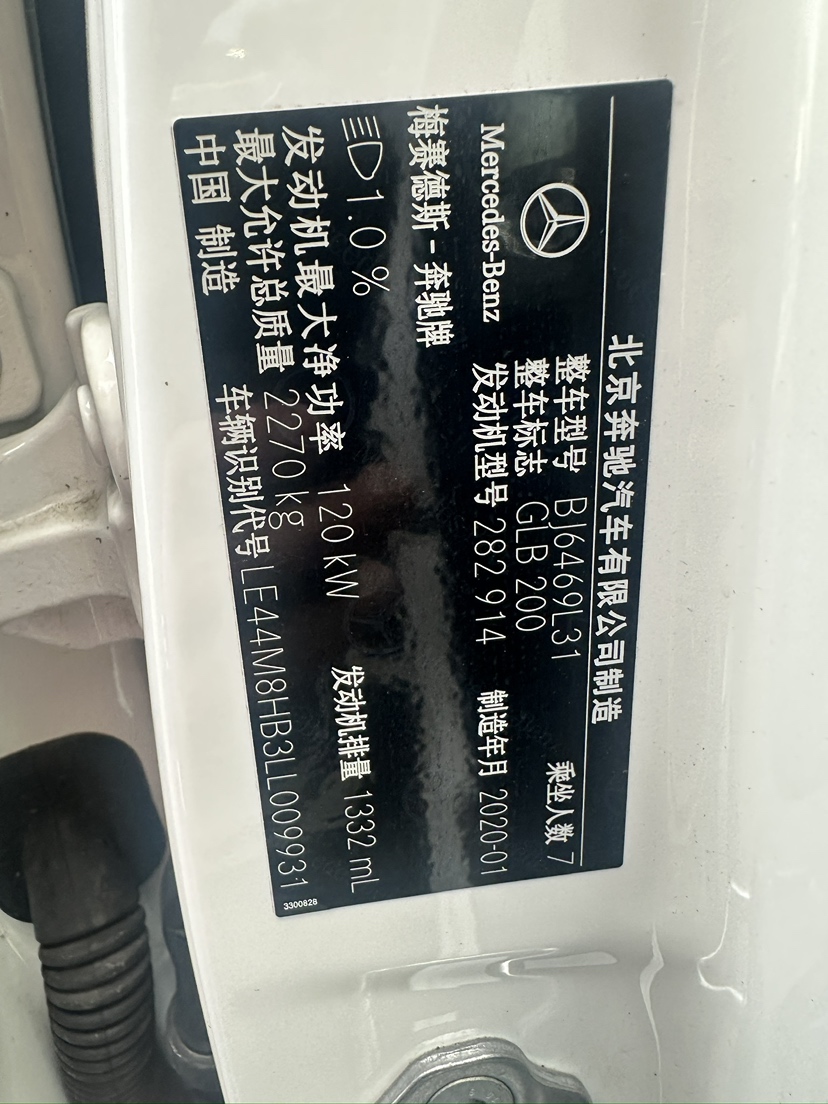 北京奔驰汽车有限公司制造
整车型号 BJ6469L31 乘坐人数 7
整车标志 GLB 200
Mercedes-Benz 发动机型号 282 914 制造年月 2020-01
梅赛德斯-奔驰牌
1.0 % 发动机排量 1332 mL
发动机最大净功率 120 kW
最大允许总质量 2270 kg
中国 制造 车辆识别代号 LE44M8HB3LL009931
3300828